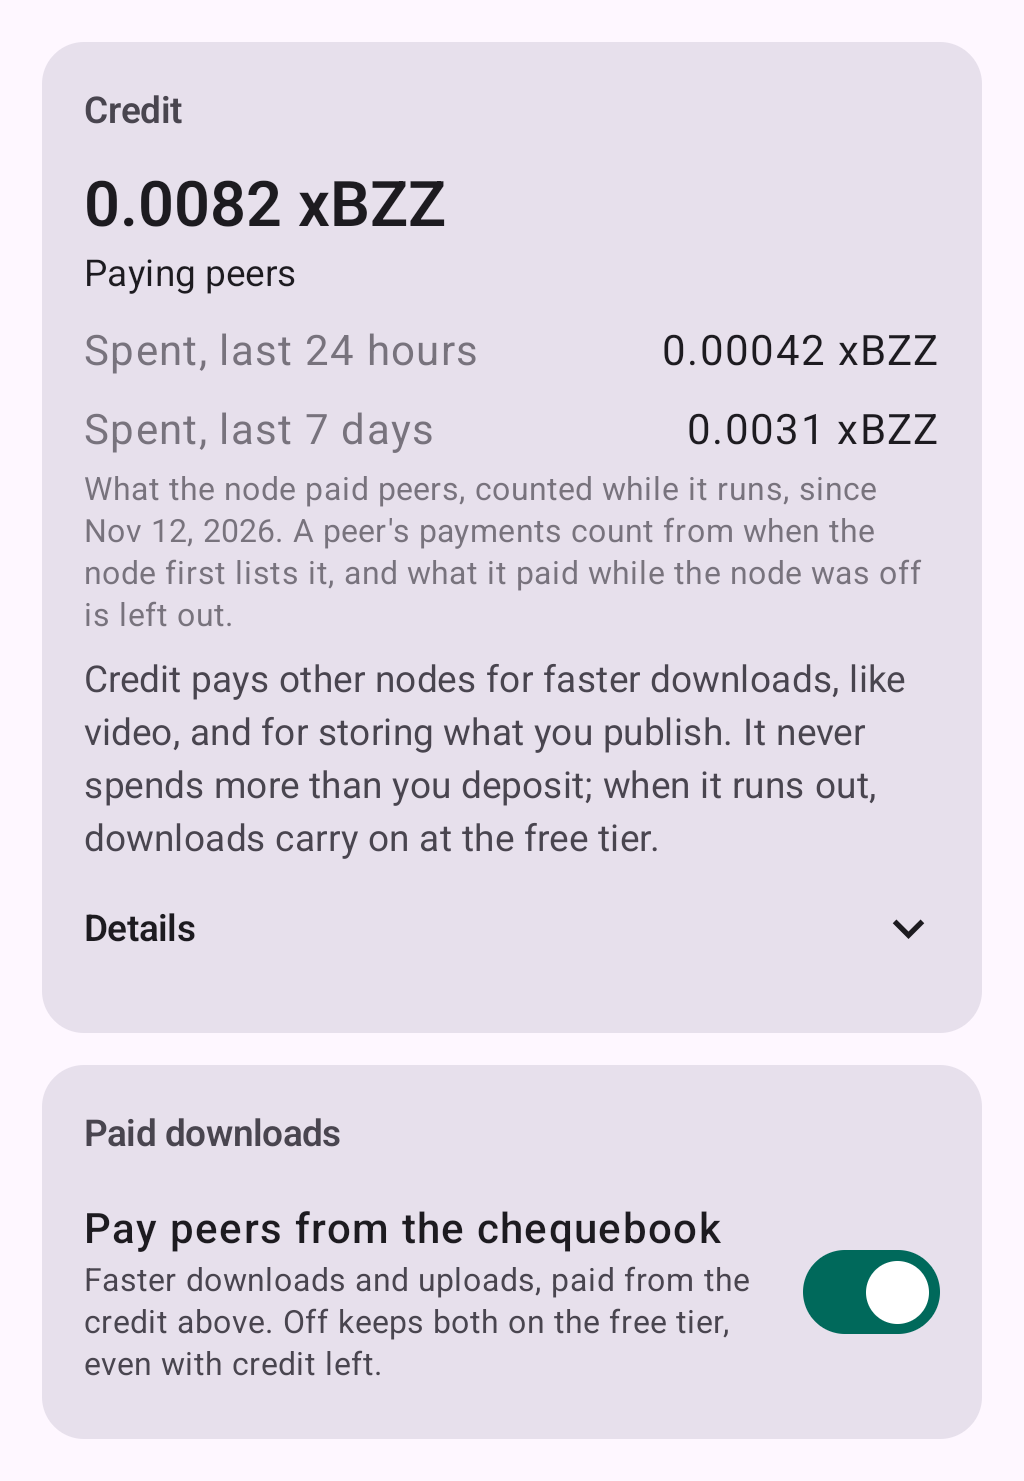 Credit
0.0082 xBZZ
Paying peers
Spent, last 24 hours 0.00042 xBZZ
Spent, last 7 days 0.0031 xBZZ
What the node paid peers, counted while it runs, since
Nov 12, 2026. A peer's payments count from when the
node first lists it, and what it paid while the node was off
is left out.
Credit pays other nodes for faster downloads, like
video, and for storing what you publish. It never
spends more than you deposit; when it runs out,
downloads carry on at the free tier.
Details
Paid downloads
Pay peers from the chequebook
Faster downloads and uploads, paid from the
credit above. Off keeps both on the free tier,
even with credit left.